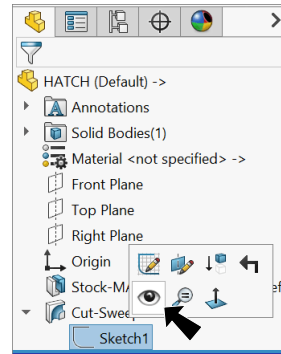 HATCH (Default) ->
Annotations
Solid Bodies(1)
Material <not specified> ->
Front Plane
Top Plane
Right Plane
Origin
Stock-MA
Cut-Sweep
Sketch1